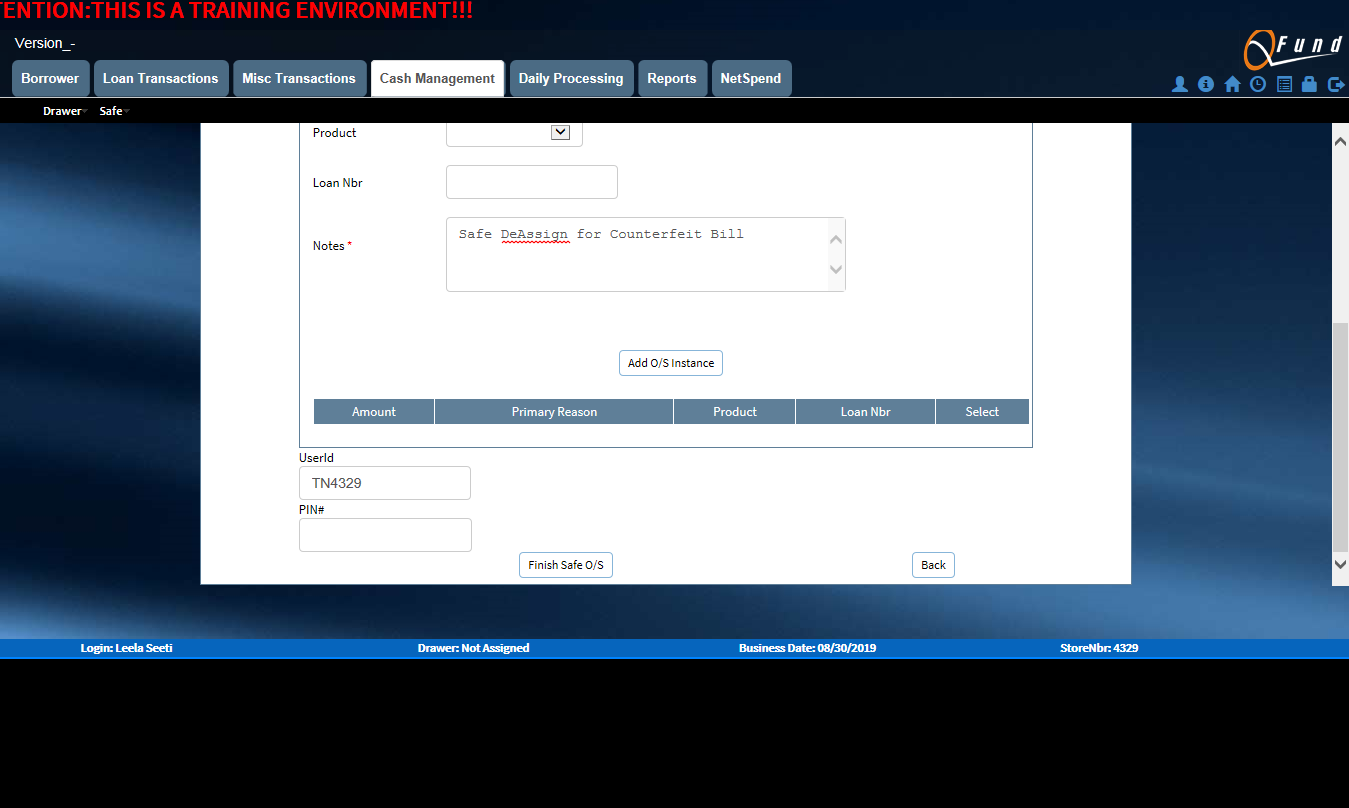 TENTION:THIS IS A TRAINING ENVIRONMENT!!!
Version_-
QFund
Borrower Loan Transactions Misc Transactions Cash Management Daily Processing Reports NetSpend
Drawer Safe
Product
Loan Nbr
Notes *
Safe DeAssign for Counterfeit Bill
Add O/S Instance
Amount Primary Reason Product Loan Nbr Select
UserId
TN4329
PIN#
Finish Safe O/S Back
Login: Leela Seeti Drawer: Not Assigned Business Date: 08/30/2019 StoreNbr: 4329